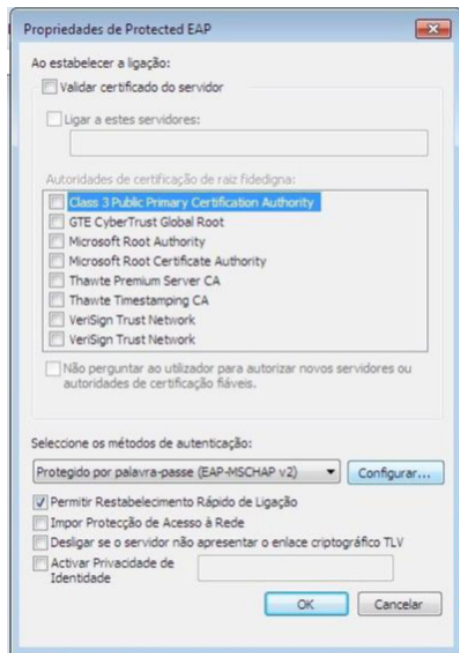 Propriedades de Protected EAP
Ao estabelecer a ligação:
Validar certificado do servidor
Ligar a estes servidores:
Autoridades de certificação de raiz fidedigna:
Class 3 Public Primary Certification Authority
GTE CyberTrust Global Root
Microsoft Root Authority
Microsoft Root Certificate Authority
Thawte Premium Server CA
Thawte Timestamping CA
VeriSign Trust Network
VeriSign Trust Network
Não perguntar ao utilizador para autorizar novos servidores ou
autoridades de certificação fiáveis.
Seleccione os métodos de autenticação:
Protegido por palavra-passe (EAP-MSCHAP v2) Configurar...
Permitir Restabelecimento Rápido de Ligação
Impor Protecção de Acesso à Rede
Desligar se o servidor não apresentar o enlace criptográfico TLV
Activar Privacidade de
Identidade
OK Cancelar